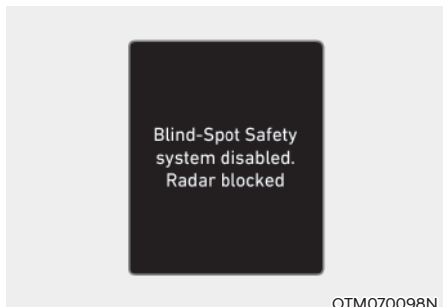 Blind-Spot Safety
system disabled.
Radar blocked
OTM070098N